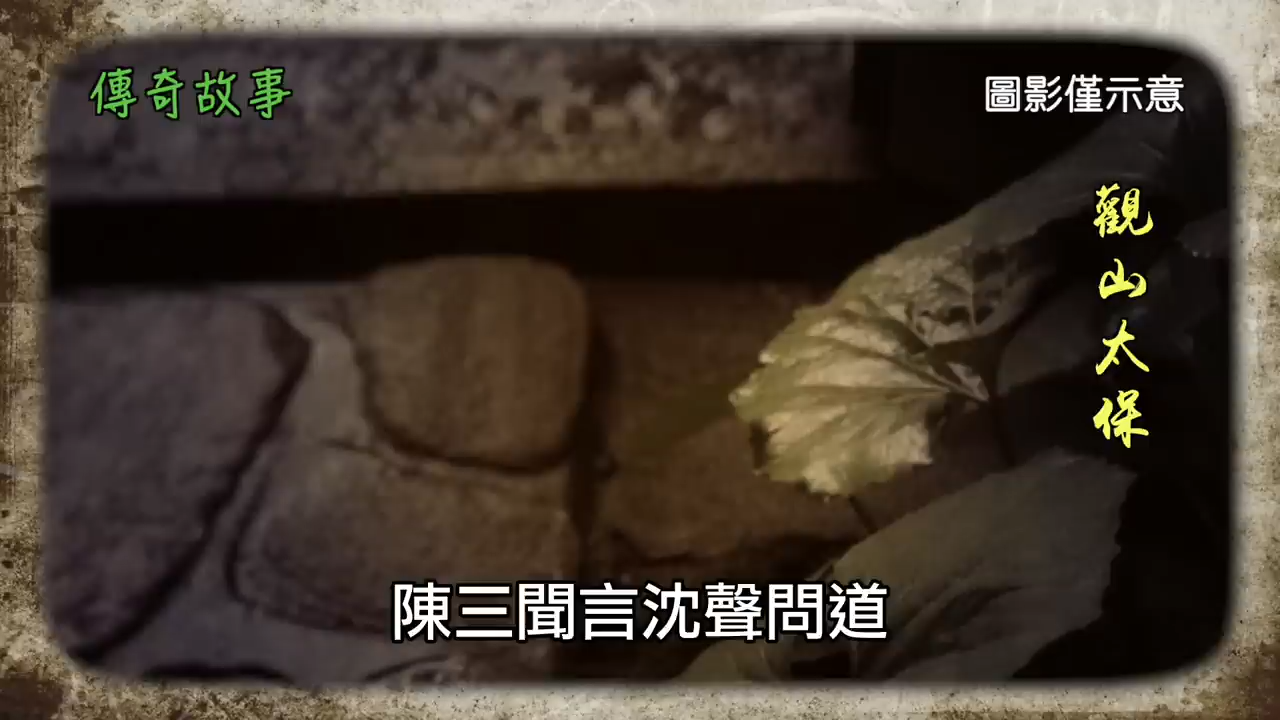 傳奇故事
圖影僅示意
觀山太保
陳三聞言沈聲問道